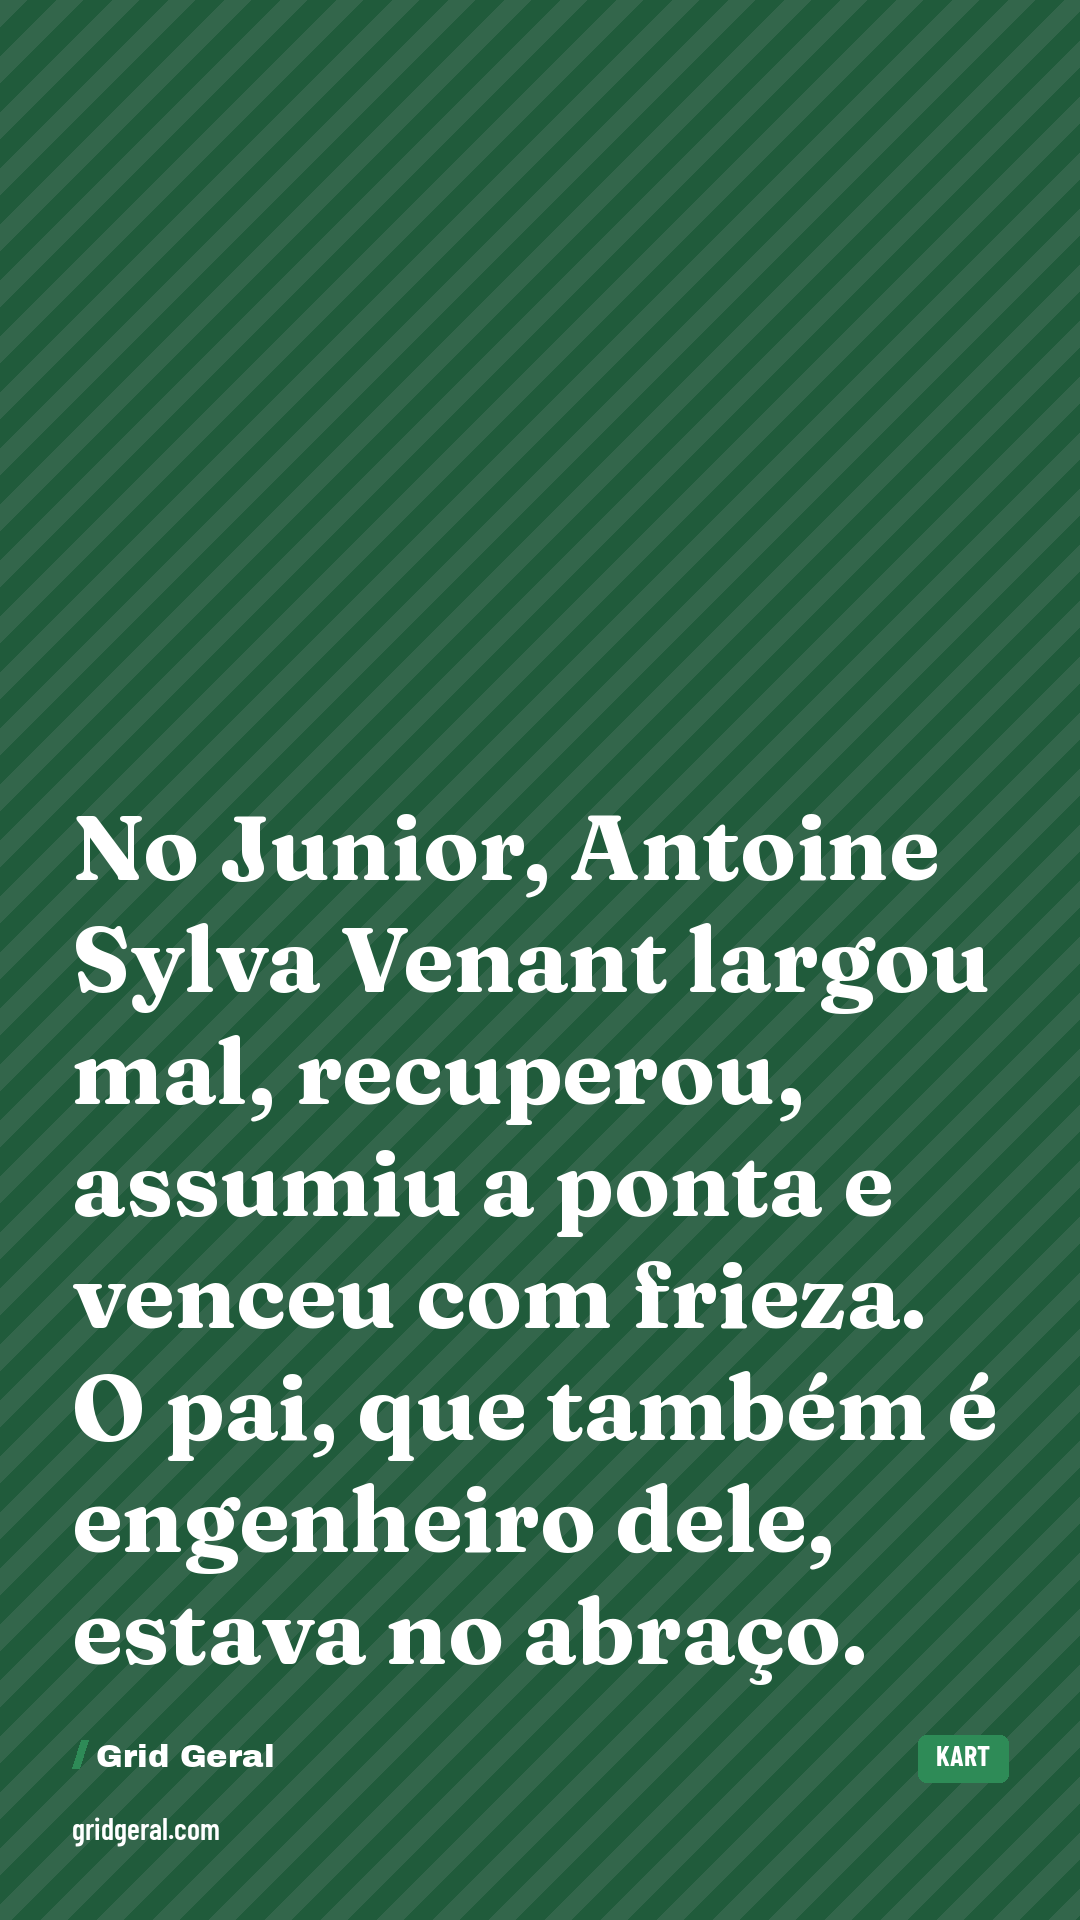 No Junior, Antoine
Sylva Venant largou
mal, recuperou,
assumiu a ponta e
venceu com frieza.
O pai, que também é
engenheiro dele,
estava no abraço.
/ Grid Geral
KART
gridgeral.com